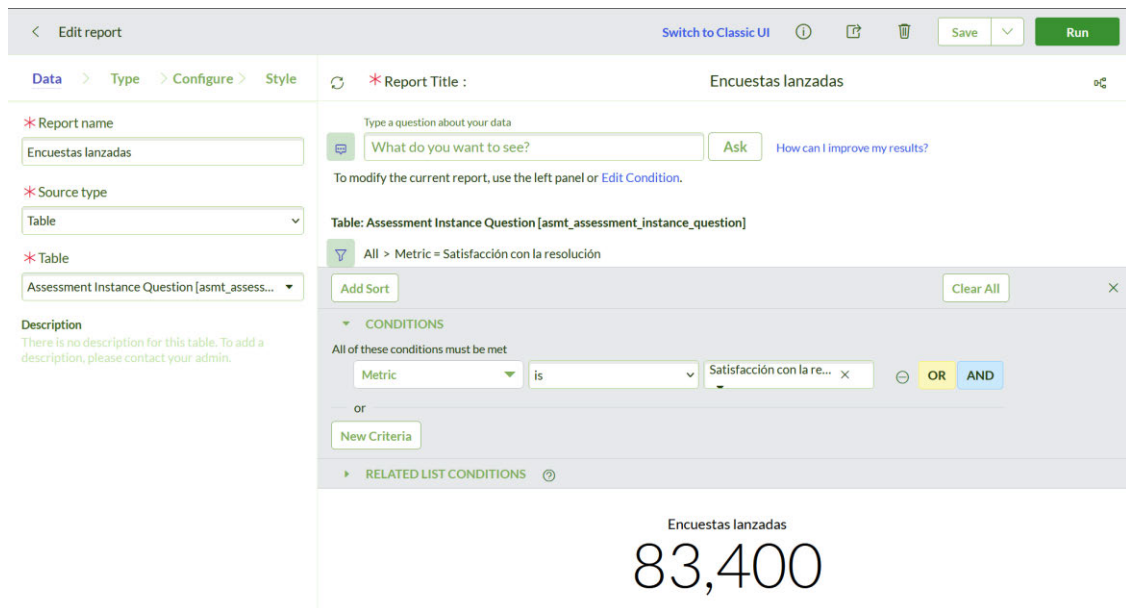 Edit report
Switch to Classic UI
Save
Run
Data > Type > Configure > Style
* Report Title :
Encuestas lanzadas
* Report name
Encuestas lanzadas
* Source type
Table
* Table
Assessment Instance Question [asmt_assess...
Description
There is no description for this table. To add a
description, please contact your admin.
Type a question about your data
What do you want to see?
Ask
How can I improve my results?
To modify the current report, use the left panel or Edit Condition.
Table: Assessment Instance Question [asmt_assessment_instance_question]
All > Metric = Satisfacción con la resolución
Add Sort
Clear All
CONDITIONS
All of these conditions must be met
Metric
is
Satisfacción con la re...
OR
AND
or
New Criteria
RELATED LIST CONDITIONS
Encuestas lanzadas
83,400